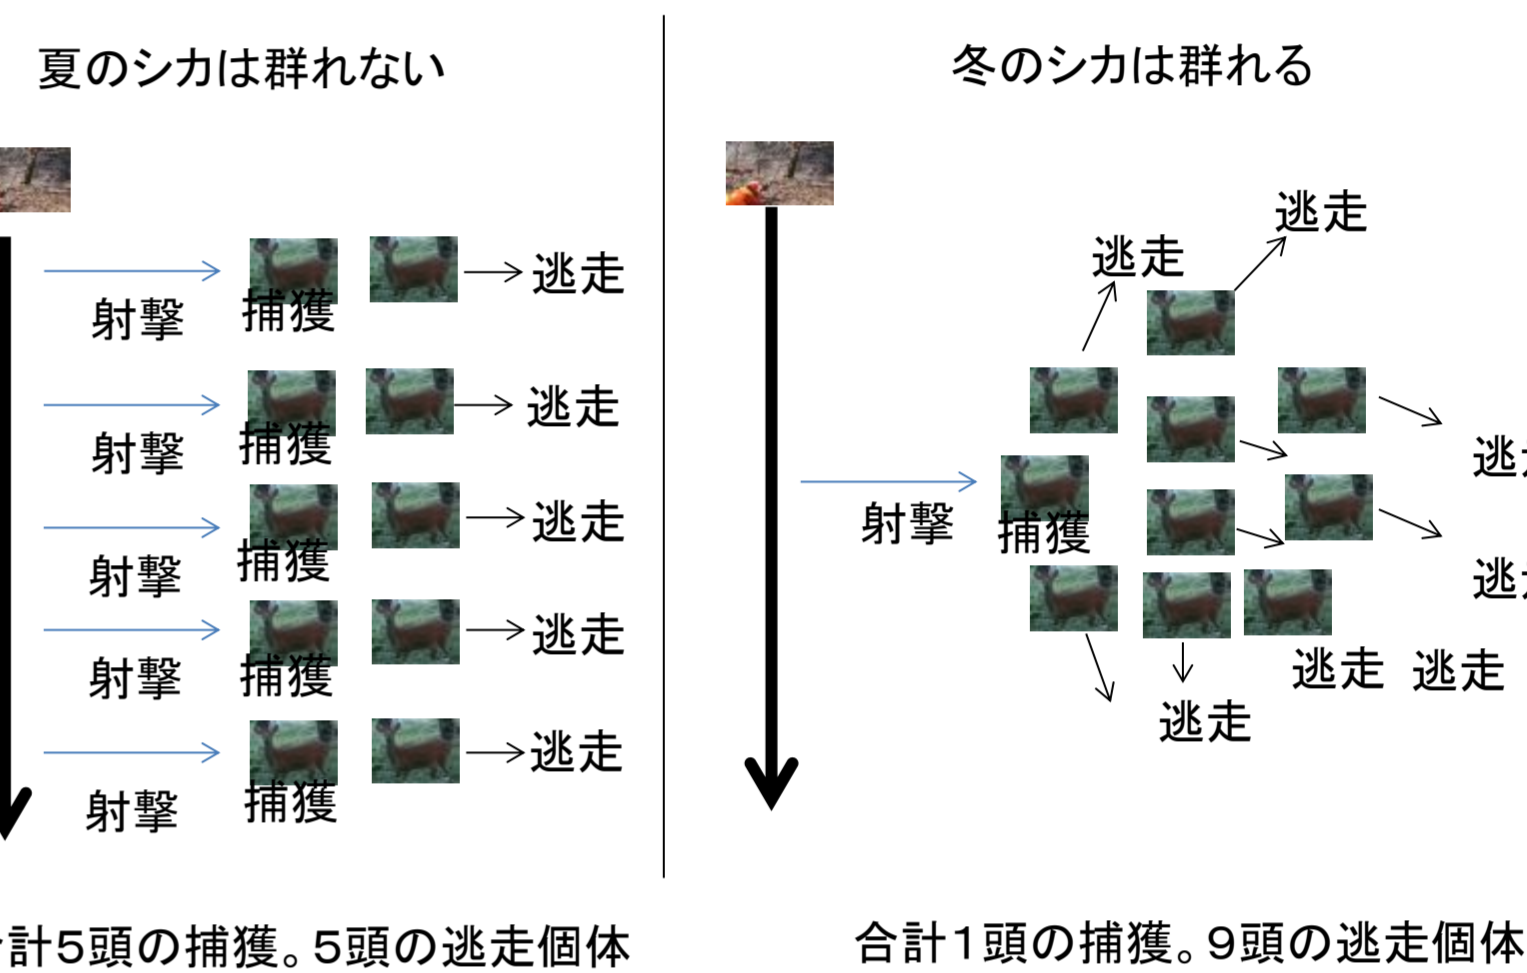 夏のシカは群れない
射撃
捕獲
逃走
射撃
捕獲
逃走
射撃
捕獲
逃走
射撃
捕獲
逃走
射撃
捕獲
逃走
計5頭の捕獲。5頭の逃走個体
冬のシカは群れる
逃走
逃走
逃
射撃
捕獲
逃
逃走 逃走
逃走
合計1頭の捕獲。9頭の逃走個体